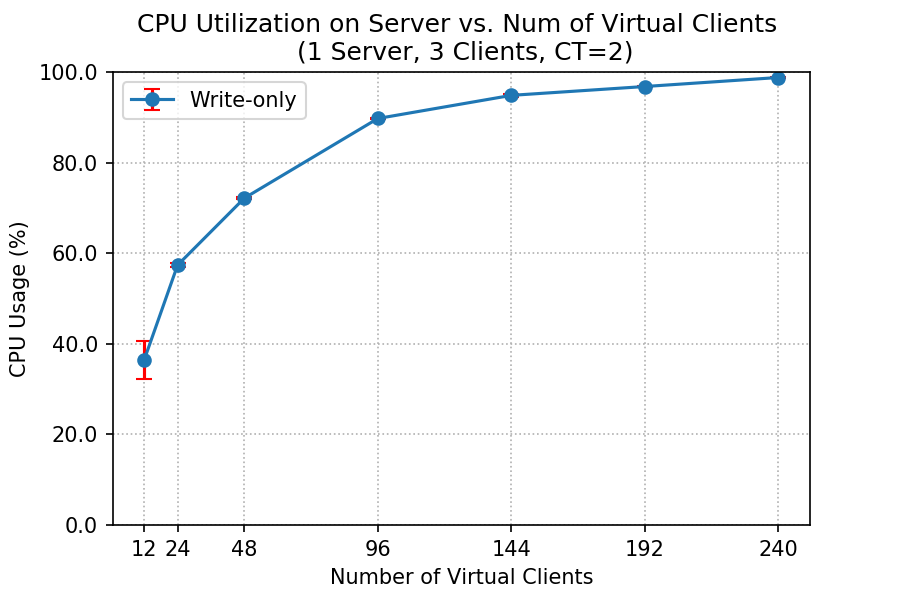 CPU Utilization on Server vs. Num of Virtual Clients
(1 Server, 3 Clients, CT=2)
100.0
Write-only
80.0
60.0
40.0
20.0
0.0
CPU Usage (%)
12 24 48 96 144 192 240
Number of Virtual Clients